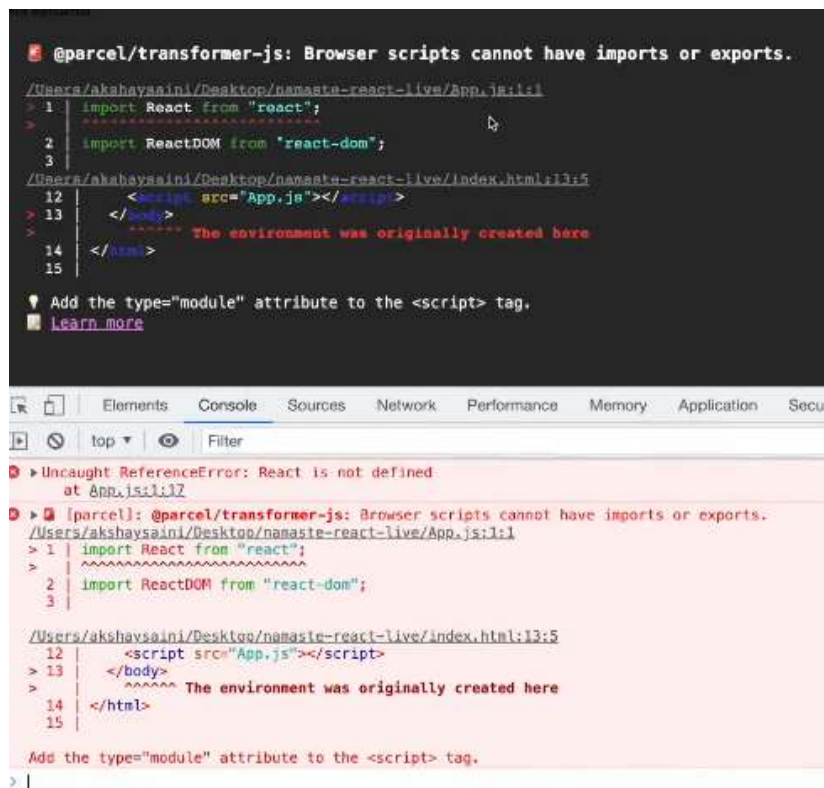 @parcel/transformer-js: Browser scripts cannot have imports or exports.
/Users/akshaysaini/Desktop/namaste-react-live/App.js:1:1
> 1 | import React from "react";
> | ^^^^^^^^^^^^^^^^^^^^^^^^^^
2 | import ReactDOM from "react-dom";
3 |
/Users/akshaysaini/Desktop/namaste-react-live/index.html:13:5
12 | <script src="App.js"></script>
> 13 | </body>
> | ^^^^^^ The environment was originally created here
14 | </html>
15 |
Add the type="module" attribute to the <script> tag.
Learn more
Elements Console Sources Network Performance Memory Application Secu
top ▾ Filter
Uncaught ReferenceError: React is not defined
at App.js:1:17
[parcel]: @parcel/transformer-js: Browser scripts cannot have imports or exports.
/Users/akshaysaini/Desktop/namaste-react-live/App.js:1:1
> 1 | import React from "react";
> | ^^^^^^^^^^^^^^^^^^^^^^^^^^
2 | import ReactDOM from "react-dom";
3 |
/Users/akshaysaini/Desktop/namaste-react-live/index.html:13:5
12 | <script src="App.js"></script>
> 13 | </body>
> | ^^^^^^ The environment was originally created here
14 | </html>
15 |
Add the type="module" attribute to the <script> tag.
>